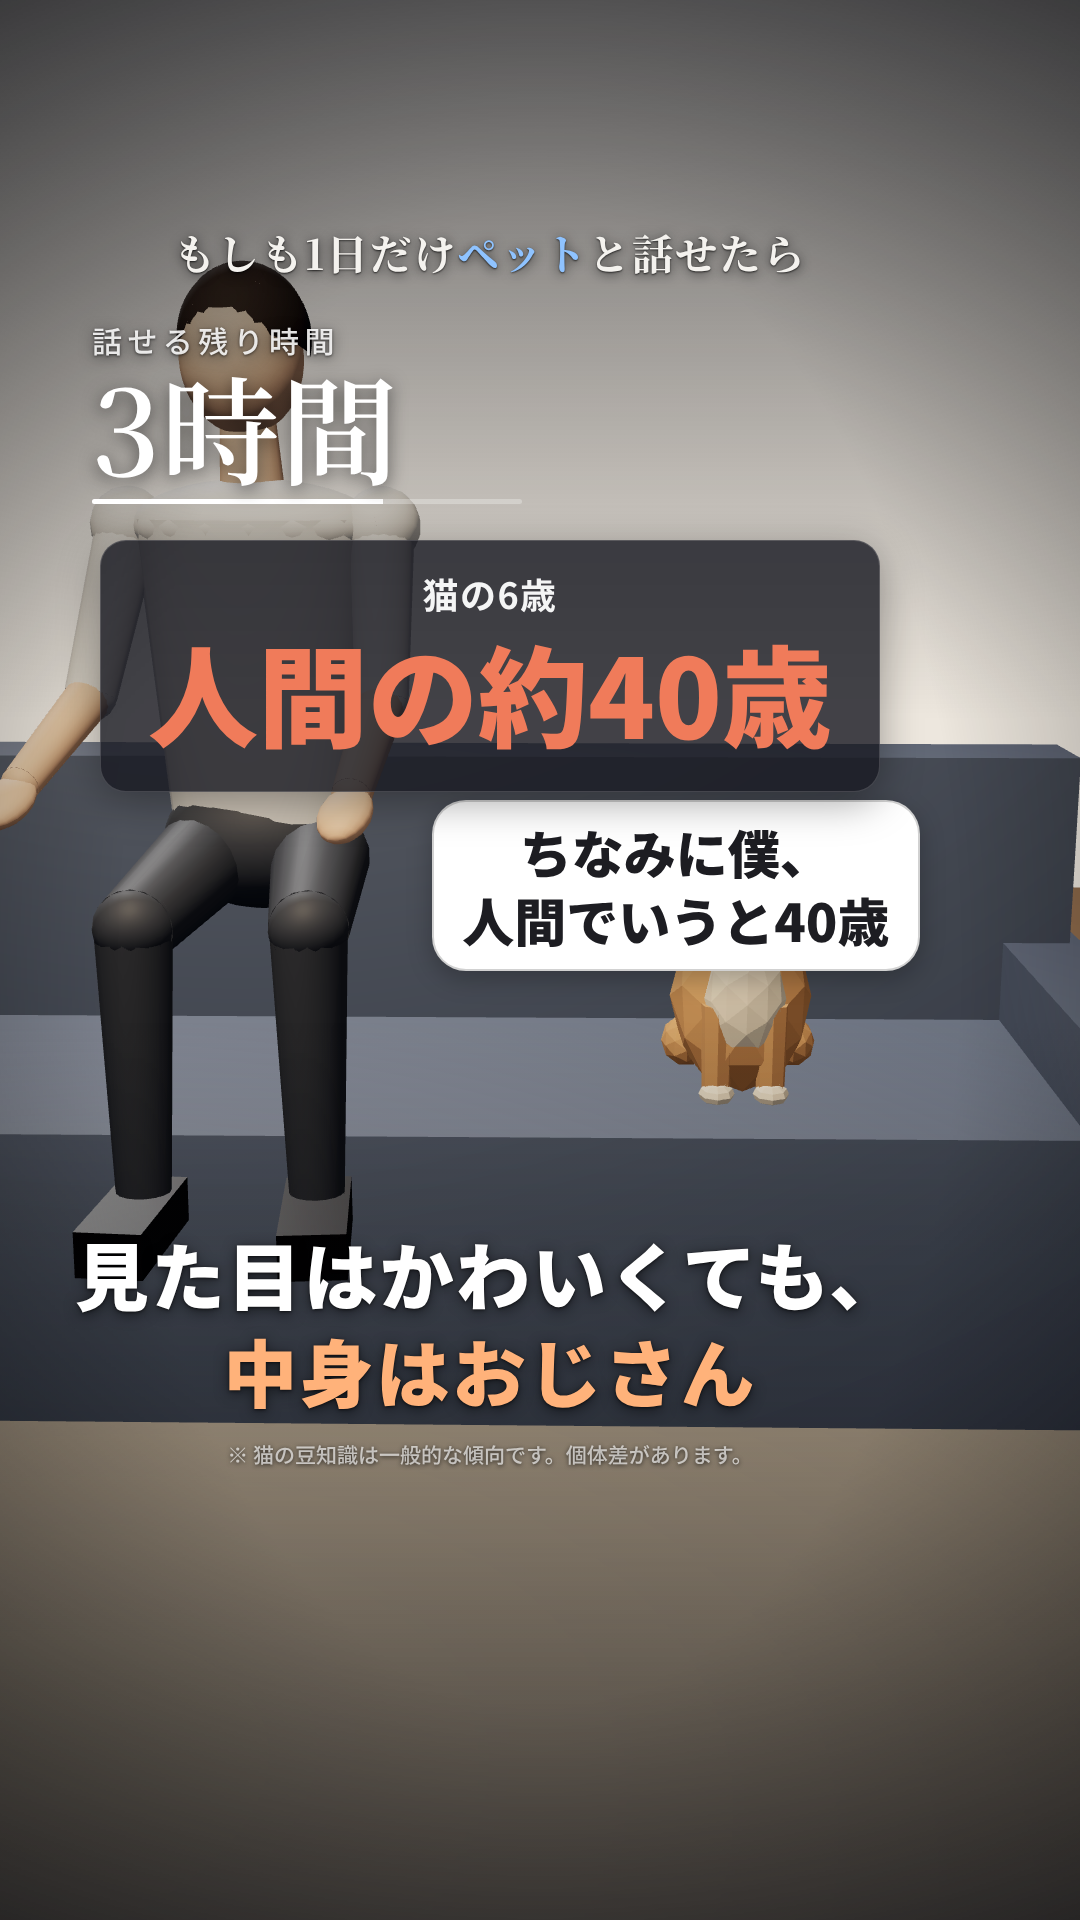 もしも1日だけペットと話せたら
話せる残り時間
3時間
猫の6歳
人間の約40歳
ちなみに僕、
人間でいうと40歳
見た目はかわいくても、
中身はおじさん
※ 猫の豆知識は一般的な傾向です。個体差があります。